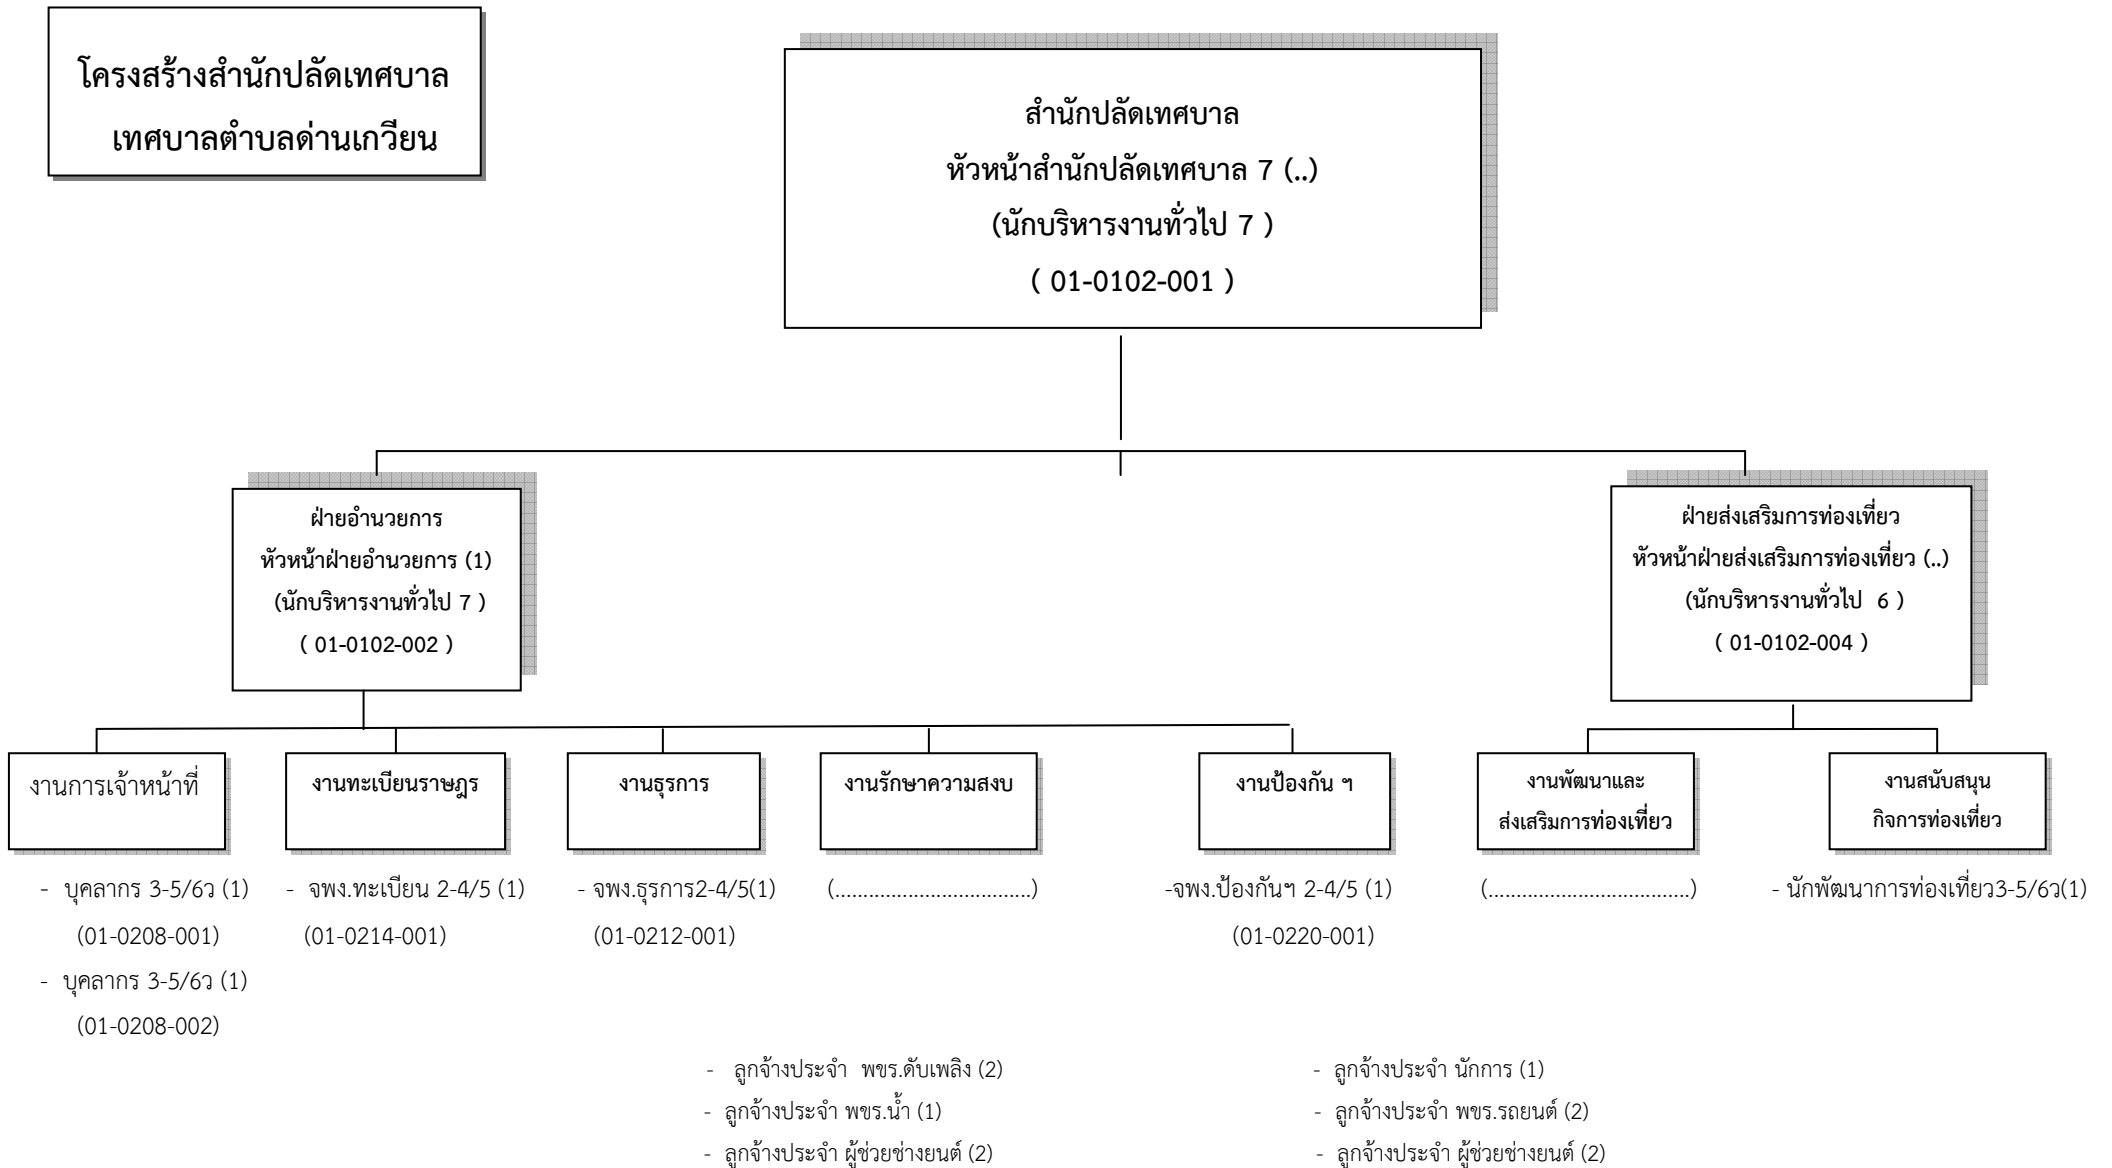 โครงสร้างสำนักปลัดเทศบาล
เทศบาลตำบลด่านเกวียน
สำนักปลัดเทศบาล
หัวหน้าสำนักปลัดเทศบาล 7 (..)
(นักบริหารงานทั่วไป 7 )
( 01-0102-001 )
ฝ่ายอำนวยการ
หัวหน้าฝ่ายอำนวยการ (1)
(นักบริหารงานทั่วไป 7 )
( 01-0102-002 )
ฝ่ายส่งเสริมการท่องเที่ยว
หัวหน้าฝ่ายส่งเสริมการท่องเที่ยว (..)
(นักบริหารงานทั่วไป 6 )
( 01-0102-004 )
งานการเจ้าหน้าที่
- บุคลากร 3-5/6ว (1)
(01-0208-001)
- บุคลากร 3-5/6ว (1)
(01-0208-002)
งานทะเบียนราษฎร
- จพง.ทะเบียน 2-4/5 (1)
(01-0214-001)
งานธุรการ
- จพง.ธุรการ2-4/5(1)
(01-0212-001)
งานรักษาความสงบ
(.................................)
งานป้องกัน ฯ
-จพง.ป้องกันฯ 2-4/5 (1)
(01-0220-001)
งานพัฒนาและ
ส่งเสริมการท่องเที่ยว
(..................................)
งานสนับสนุน
กิจการท่องเที่ยว
- นักพัฒนาการท่องเที่ยว3-5/6ว(1)
- ลูกจ้างประจำ พขร.ดับเพลิง (2)
- ลูกจ้างประจำ พขร.น้ำ (1)
- ลูกจ้างประจำ ผู้ช่วยช่างยนต์ (2)
- ลูกจ้างประจำ นักการ (1)
- ลูกจ้างประจำ พขร.รถยนต์ (2)
- ลูกจ้างประจำ ผู้ช่วยช่างยนต์ (2)